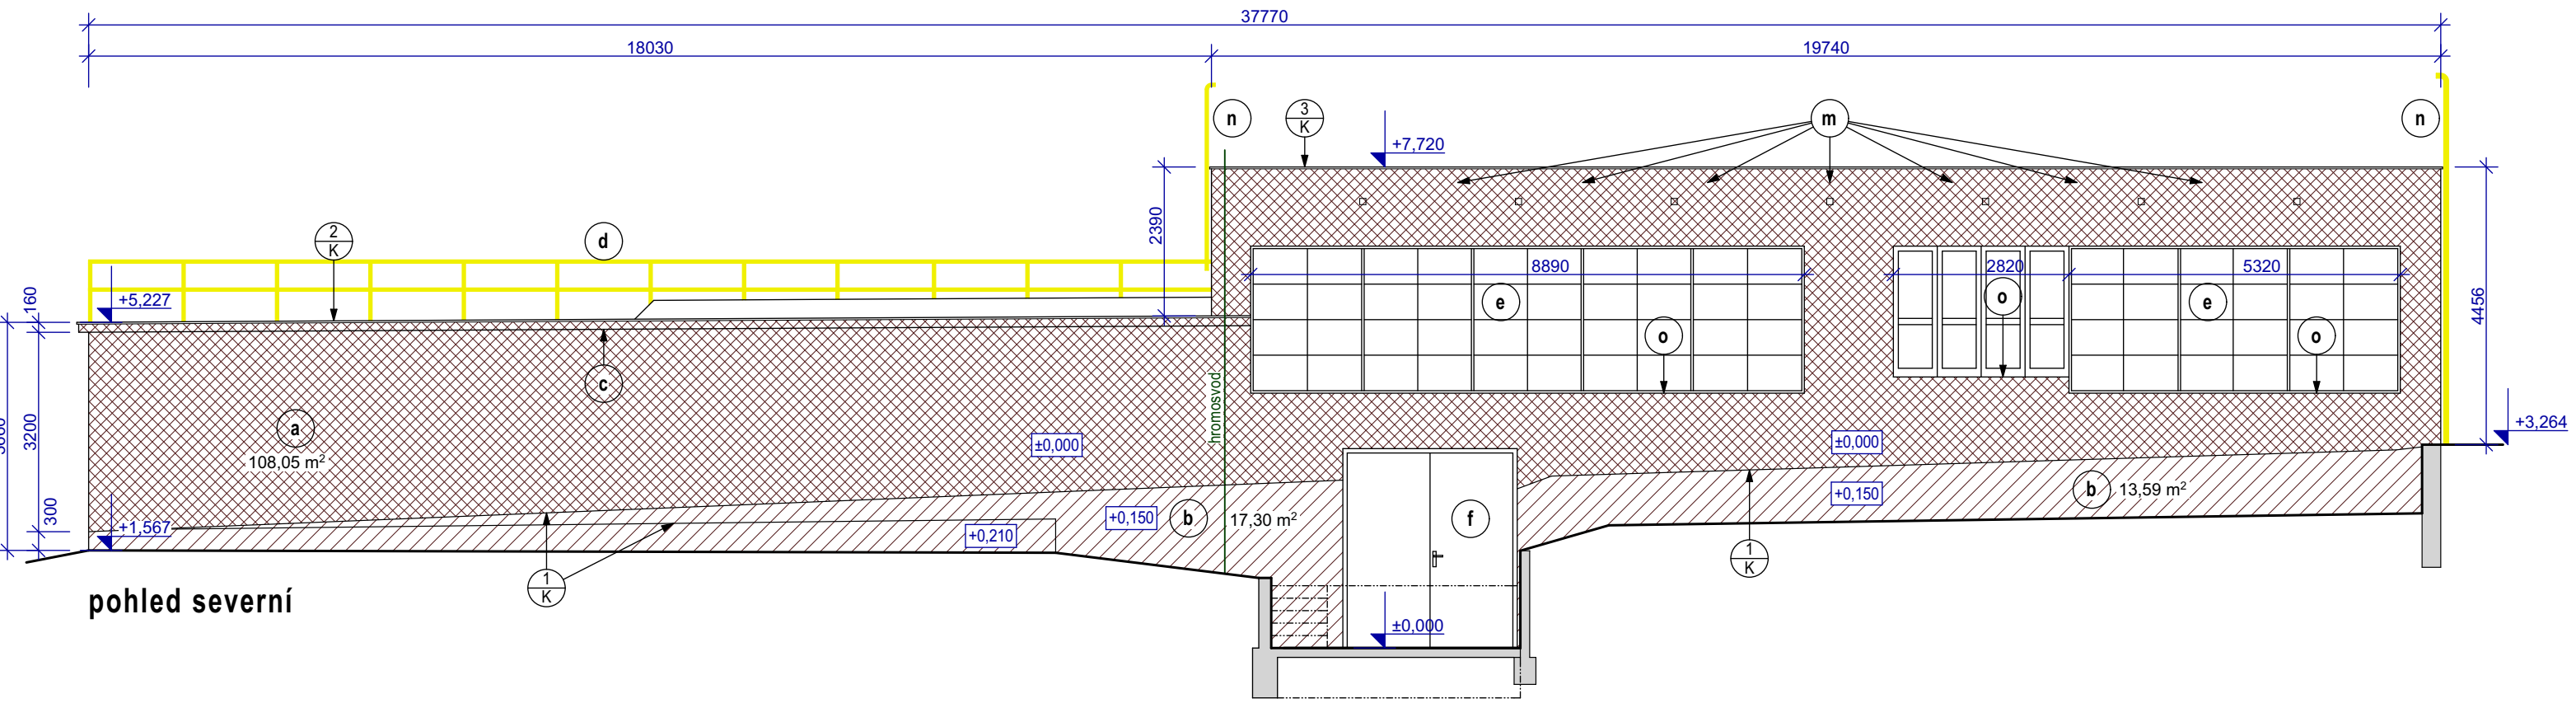 37770
18030
19740
n
3
K
m
n
+7,720
2
K
d
2390
160
+5,227
8890
2820
5320
e
o
e
o
o
4456
c
hromosvod
+3,264
a
108,05 m²
3200
±0,000
±0,000
300
+1,567
+0,210
+0,150
b
17,30 m²
f
+0,150
b
13,59 m²
1
K
1
K
pohled severní
±0,000